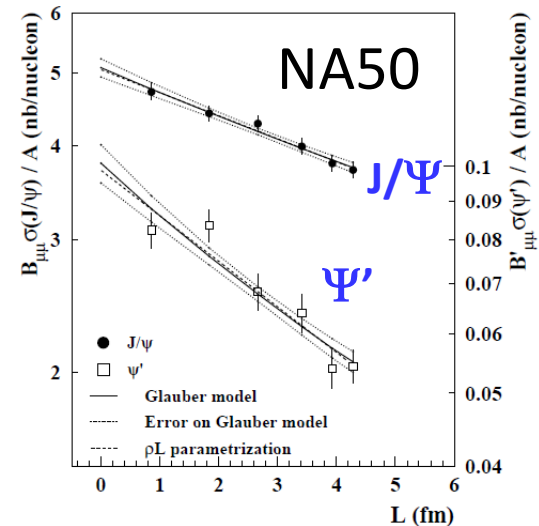 NA50
J/Ψ
Ψ’
B_μμ σ(J/ψ) / A (nb/nucleon)
6
5
4
3
2
B'_μμ σ(ψ') / A (nb/nucleon)
0.1
0.09
0.08
0.07
0.06
0.05
0.04
J/ψ
ψ'
Glauber model
Error on Glauber model
ρL parametrization
0 1 2 3 4 5 6
L (fm)